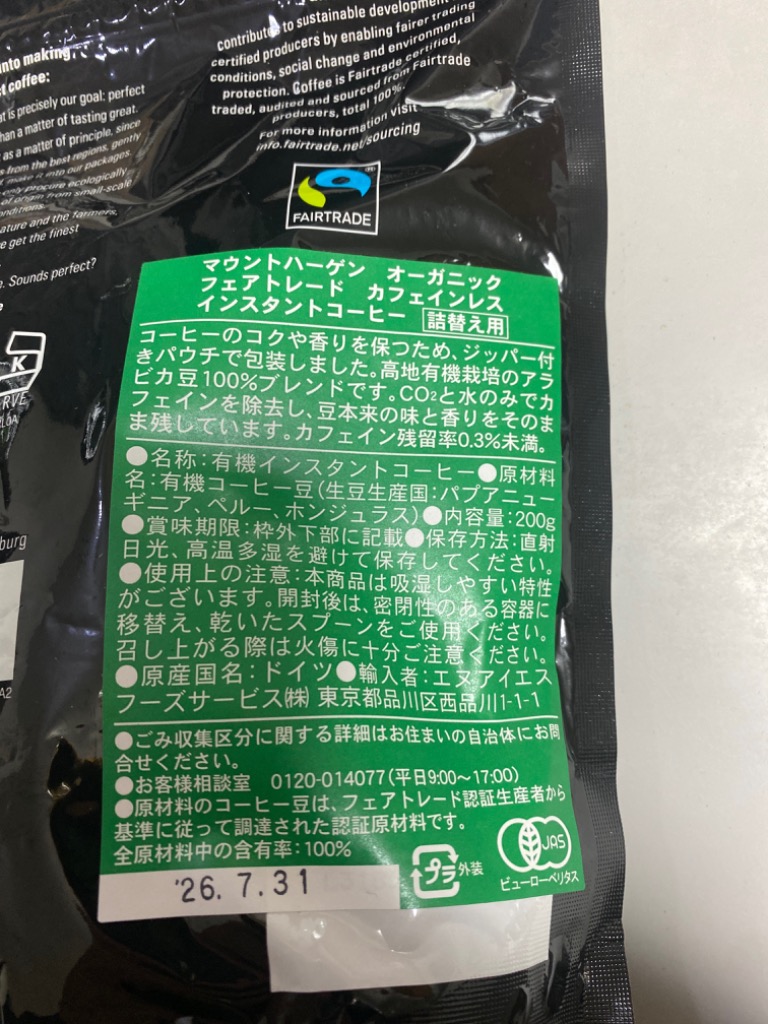 into making
coffee:
at is precisely our goal: perfect
than a matter of tasting great.
as a matter of principle, since
from the best regions, gently
make it into our packages.
only procure ecologically
of origin from small-scale
nditions.
ature and the farmers,
e get the finest
Sounds perfect?
K
contribute to sustainable development
certified producers by enabling fairer trading
conditions, social change and environmental
protection. Coffee is Fairtrade certified,
traded, audited and sourced from Fairtrade
producers, total 100%.
For more information visit
info.fairtrade.net/sourcing
FAIRTRADE
マウントハーゲン オーガニック
フェアトレード カフェインレス
インスタントコーヒー 詰替え用
コーヒーのコクや香りを保つため、ジッパー付
きパウチで包装しました。高地有機栽培のアラ
ビカ豆100%ブレンドです。CO₂と水のみでカ
フェインを除去し、豆本来の味と香りをそのま
ま残しています。カフェイン残留率0.3%未満。
●名称:有機インスタントコーヒー●原材料
名:有機コーヒー豆(生豆生産国:パプアニュー
ギニア、ペルー、ホンジュラス)●内容量:200g
●賞味期限:枠外下部に記載●保存方法:直射
日光、高温多湿を避けて保存してください。
●使用上の注意:本商品は吸湿しやすい特性
がございます。開封後は、密閉性のある容器に
移替え、乾いたスプーンをご使用ください。
召し上がる際は火傷に十分ご注意ください。
●原産国名:ドイツ●輸入者:エヌアイエス
フーズサービス㈱ 東京都品川区西品川1-1-1
●ごみ収集区分に関する詳細はお住まいの自治体にお問
合せください。
●お客様相談室 0120-014077(平日9:00〜17:00)
●原材料のコーヒー豆は、フェアトレード認証生産者から
基準に従って調達された認証原材料です。
全原材料中の含有率:100%
プラ 外装
JAS
ビューローベリタス
'26.7.31
burg
A2